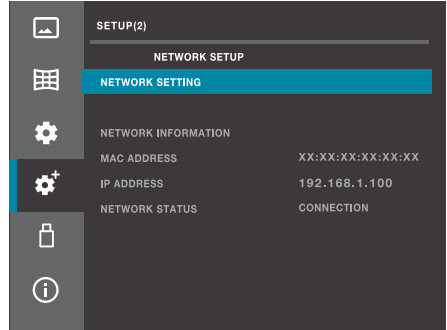 SETUP(2)
NETWORK SETUP
NETWORK SETTING
NETWORK INFORMATION
MAC ADDRESS XX:XX:XX:XX:XX:XX
IP ADDRESS 192.168.1.100
NETWORK STATUS CONNECTION